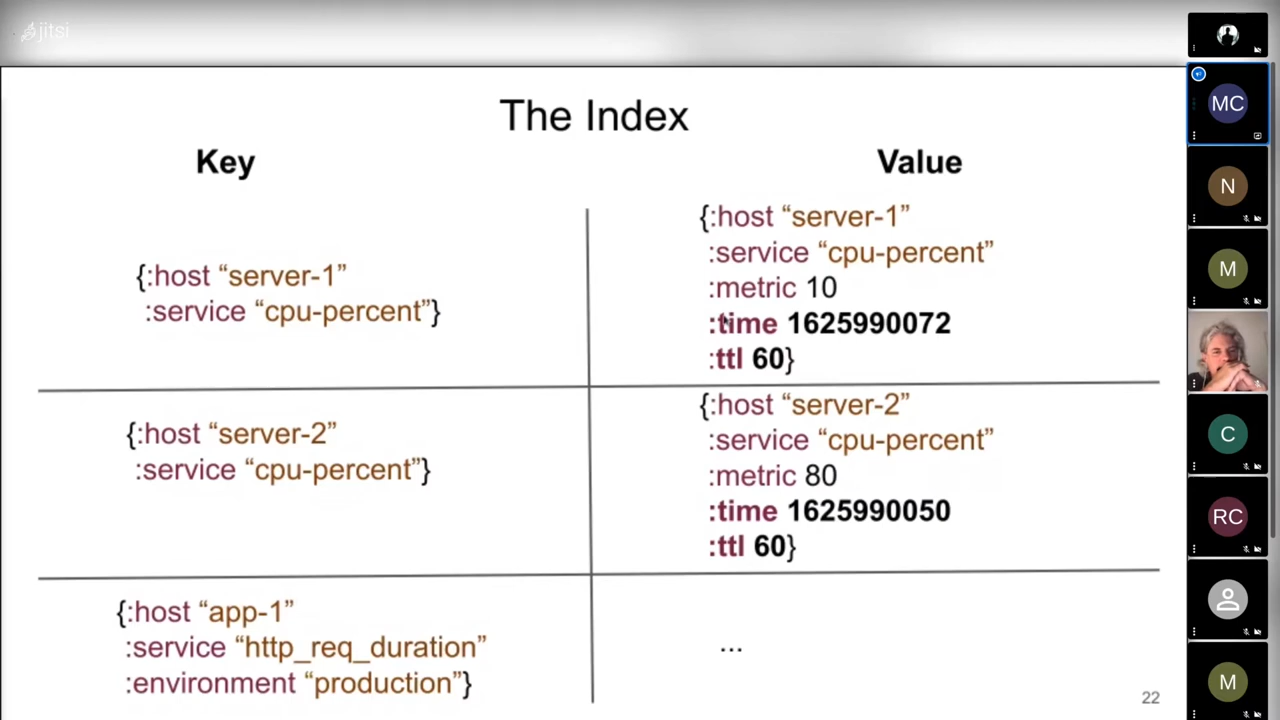 jitsi
The Index
Key
Value
{:host “server-1”
:service “cpu-percent”}
{:host “server-1”
:service “cpu-percent”
:metric 10
:time 1625990072
:ttl 60}
{:host “server-2”
:service “cpu-percent”}
{:host “server-2”
:service “cpu-percent”
:metric 80
:time 1625990050
:ttl 60}
{:host “app-1”
:service “http_req_duration”
:environment “production”}
...
22
MC
N
M
C
RC
M